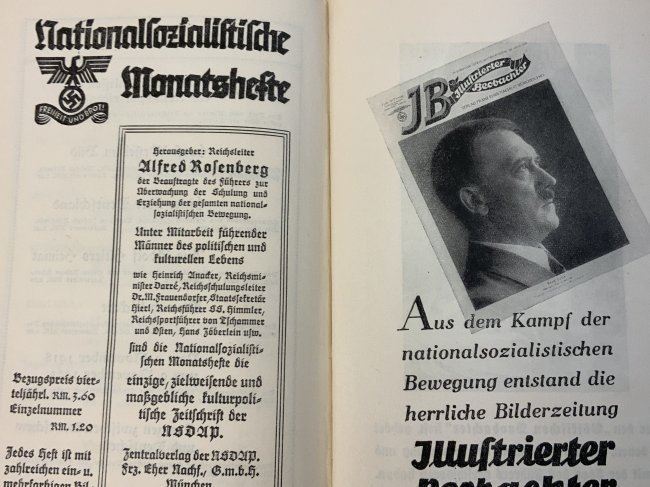 Nationalsozialistische
Monatshefte
FREIHEIT UND BROT!
Herausgeber: Reichsleiter
Alfred Rosenberg
der Beauftragte des Führers zur
Überwachung der Schulung und
Erziehung der gesamten national-
sozialistischen Bewegung.
Unter Mitarbeit führender
Männer des politischen und
kulturellen Lebens
wie Heinrich Anacker, Reichsmi-
nister Darré, Reichsschulungsleiter
Dr. M. Frauendorfer, Staatssekretär
Hierl, Reichsführer SS. Himmler,
Reichssportführer von Tschammer
und Osten, Hans Zöberlein usw.
sind die Nationalsozialisti-
schen Monatshefte die
einzige, zielweisende und
maßgebliche kulturpoli-
tische Zeitschrift der
NSDAP.
Zentralverlag der NSDAP.
Frz. Eher Nachf., G.m.b.H.
München
Bezugspreis vier-
teljährl. RM. 3.60
Einzelnummer
RM. 1.20
Jedes Heft ist mit
zahlreichen ein- u.
mehrfarbigen Bil-
JB
Illustrierter
Beobachter
Aus dem Kampf der
nationalsozialistischen
Bewegung entstand die
herrliche Bilderzeitung
Illustrierter
Beobachter